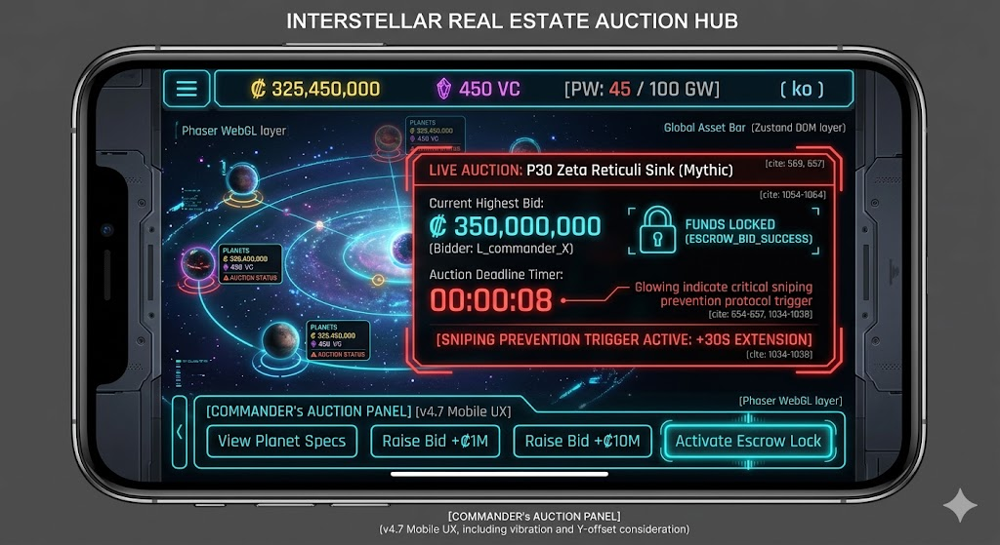 INTERSTELLAR REAL ESTATE AUCTION HUB
₡ 325,450,000
450 VC
[PW: 45 / 100 GW]
( ko )
Phaser WebGL layer
Global Asset Bar (Zustand DOM layer)
PLANETS
₡ 325,450,000
450 VC
LIVE AUCTION: P30 Zeta Reticuli Sink (Mythic)
[cite: 569, 657]
[cite: 1054-1064]
Current Highest Bid:
₡ 350,000,000
(Bidder: L_commander_X)
FUNDS LOCKED
(ESCROW_BID_SUCCESS)
Auction Deadline Timer:
00:00:08
Glowing indicate critical sniping
prevention protocol trigger
[cite: 654-657, 1034-1038]
[SNIPING PREVENTION TRIGGER ACTIVE: +30S EXTENSION]
[cite: 1034-1038]
PLANETS
VC
AUCTION STATUS
PLANETS
₡ 325,450,000
AUCTION STATUS
[Phaser WebGL layer]
[COMMANDER's AUCTION PANEL] [v4.7 Mobile UX]
View Planet Specs
Raise Bid +₡1M
Raise Bid +₡10M
Activate Escrow Lock
[COMMANDER's AUCTION PANEL]
(v4.7 Mobile UX, including vibration and Y-offset consideration)